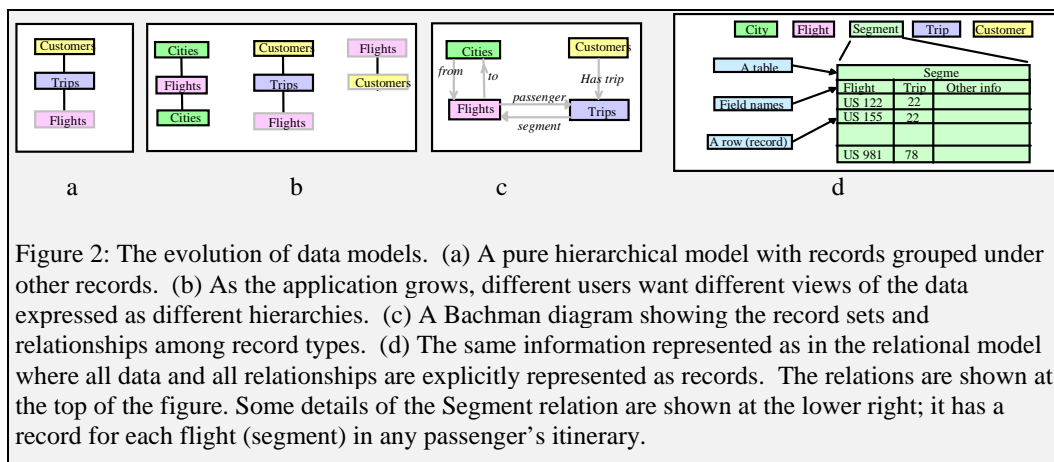 Customers
Trips
Flights
a
Cities
Flights
Cities
Customers
Trips
Flights
Flights
Customers
b
Cities
Customers
from
to
Has trip
passenger
Flights
Trips
segment
c
City Flight Segment Trip Customer
A table
Segme
Field names
Flight Trip Other info
US 122 22
US 155 22
A row (record)
US 981 78
d
Figure 2: The evolution of data models. (a) A pure hierarchical model with records grouped under
other records. (b) As the application grows, different users want different views of the data
expressed as different hierarchies. (c) A Bachman diagram showing the record sets and
relationships among record types. (d) The same information represented as in the relational model
where all data and all relationships are explicitly represented as records. The relations are shown at
the top of the figure. Some details of the Segment relation are shown at the lower right; it has a
record for each flight (segment) in any passenger’s itinerary.